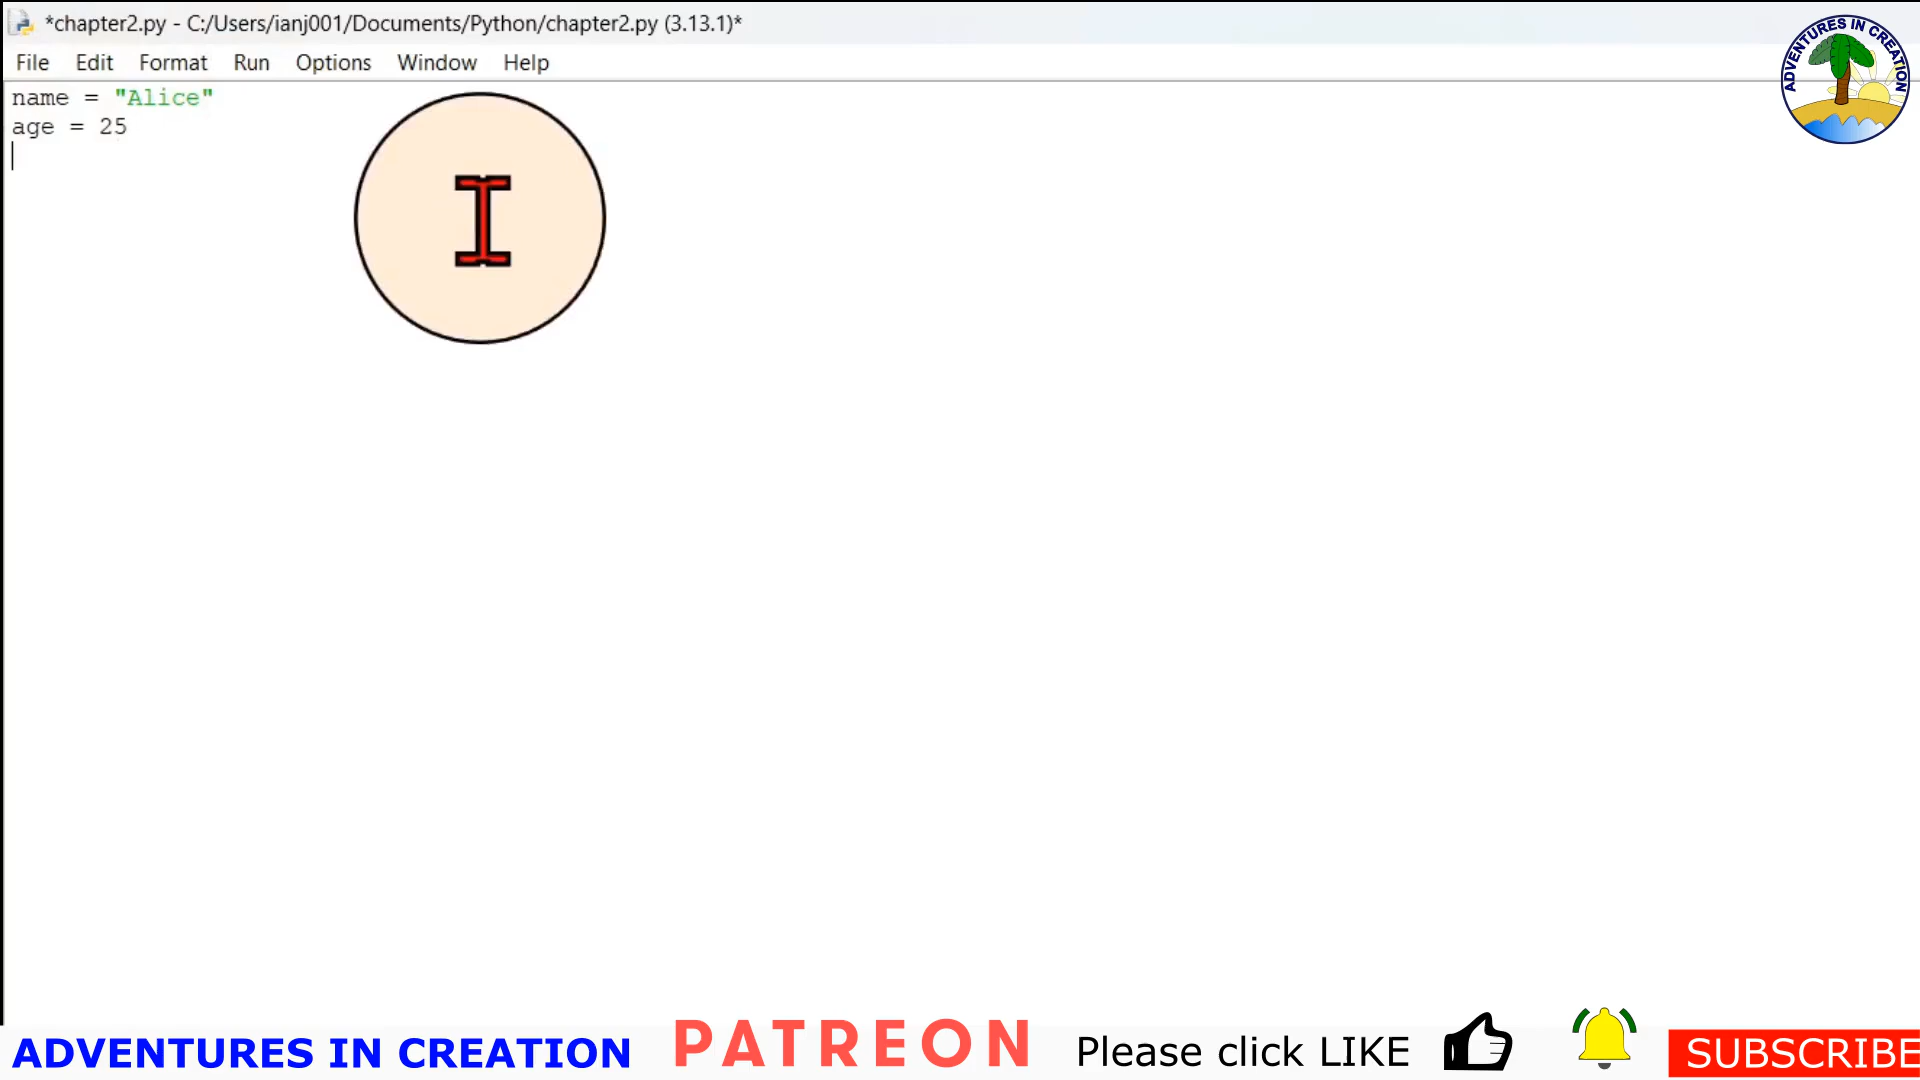 *chapter2.py - C:/Users/ianj001/Documents/Python/chapter2.py (3.13.1)*
File Edit Format Run Options Window Help
name = "Alice"
age = 25
ADVENTURES IN CREATION
ADVENTURES IN CREATION PATREON Please click LIKE SUBSCRIBE